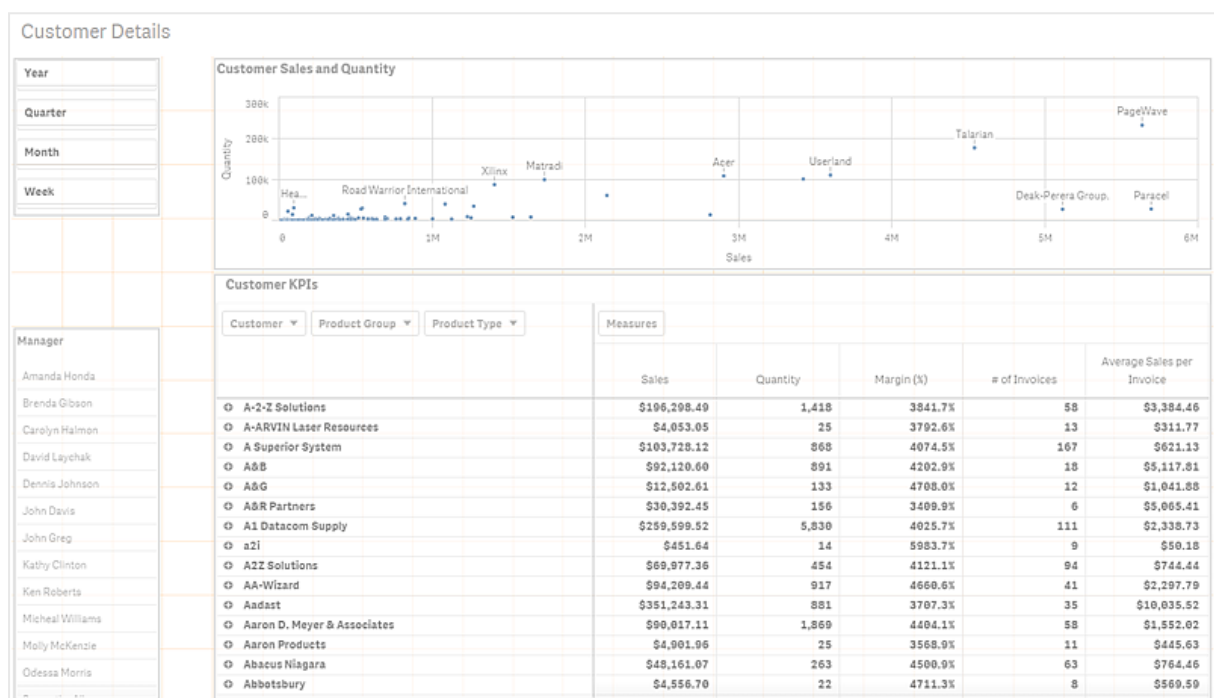 Customer Details
Year
Quarter
Month
Week
Customer Sales and Quantity
300k
200k
100k
0
Quantity
PageWave
Talarian
Acer
Userland
Xilinx
Matradi
Hea...
Road Warrior International
Deak-Perera Group.
Paracel
0 1M 2M 3M 4M 5M 6M
Sales
Manager
Amanda Honda
Brenda Gibson
Carolyn Halmon
David Laychak
Dennis Johnson
John Davis
John Greg
Kathy Clinton
Ken Roberts
Micheal Williams
Molly McKenzie
Odessa Morris
Customer KPIs
Customer Product Group Product Type Measures
Sales Quantity Margin (%) # of Invoices Average Sales per
Invoice
A-2-Z Solutions $196,298.49 1,418 3841.7% 58 $3,384.46
A-ARVIN Laser Resources $4,053.05 25 3792.6% 13 $311.77
A Superior System $103,728.12 868 4074.5% 167 $621.13
A&B $92,120.60 891 4202.9% 18 $5,117.81
A&G $12,502.61 133 4708.0% 12 $1,041.88
A&R Partners $30,392.45 156 3409.9% 6 $5,065.41
A1 Datacom Supply $259,599.52 5,830 4025.7% 111 $2,338.73
a2i $451.64 14 5983.7% 9 $50.18
A2Z Solutions $69,977.36 454 4121.1% 94 $744.44
AA-Wizard $94,209.44 917 4660.6% 41 $2,297.79
Aadast $351,243.31 881 3707.3% 35 $10,035.52
Aaron D. Meyer & Associates $90,017.11 1,869 4404.1% 58 $1,552.02
Aaron Products $4,901.96 25 3568.9% 11 $445.63
Abacus Niagara $48,161.07 263 4500.9% 63 $764.46
Abbotsbury $4,556.70 22 4711.3% 8 $569.59